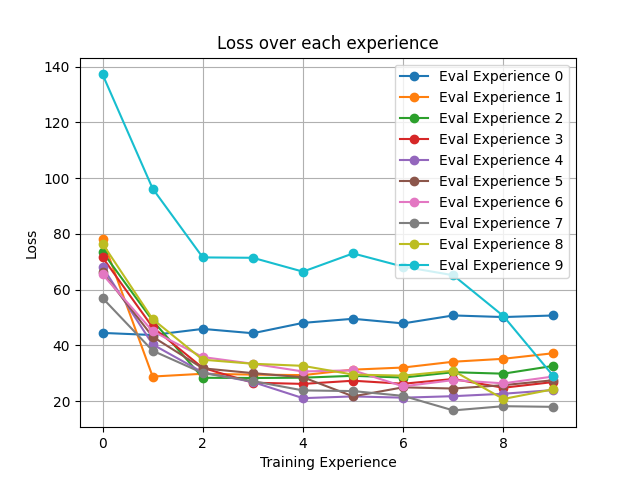 Loss over each experience
140
120
100
80
60
40
20
Loss
Eval Experience 0
Eval Experience 1
Eval Experience 2
Eval Experience 3
Eval Experience 4
Eval Experience 5
Eval Experience 6
Eval Experience 7
Eval Experience 8
Eval Experience 9
0 2 4 6 8
Training Experience